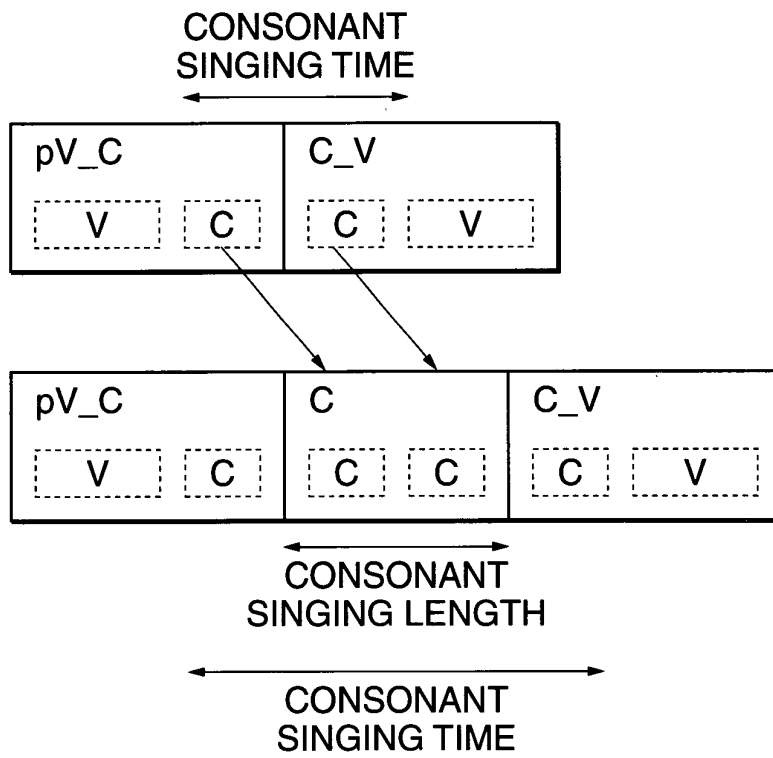 CONSONANT
SINGING TIME
pV_C C_V
V C C V
pV_C C C_V
V C C C C V
CONSONANT
SINGING LENGTH
CONSONANT
SINGING TIME